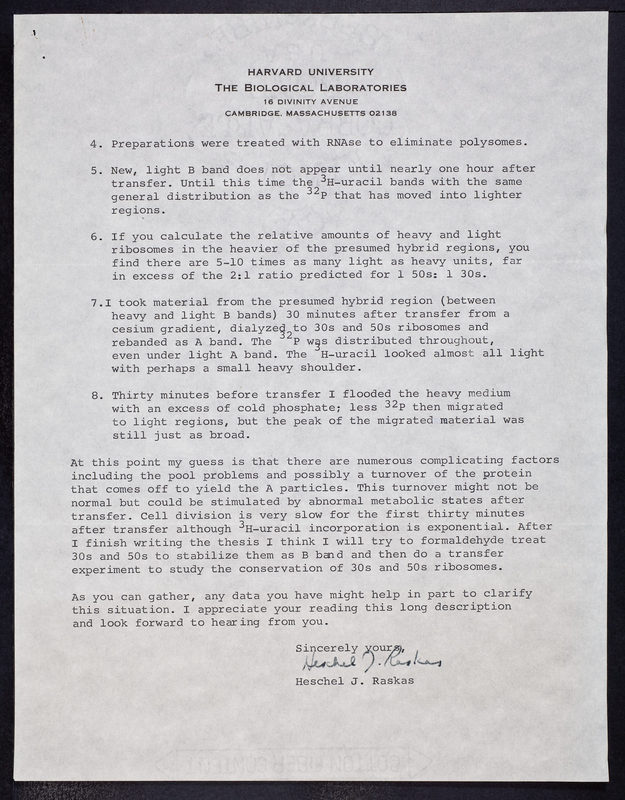 HARVARD UNIVERSITY
THE BIOLOGICAL LABORATORIES
16 DIVINITY AVENUE
CAMBRIDGE, MASSACHUSETTS 02138
4. Preparations were treated with RNAse to eliminate polysomes.
5. New, light B band does not appear until nearly one hour after
transfer. Until this time the ³H-uracil bands with the same
general distribution as the ³²P that has moved into lighter
regions.
6. If you calculate the relative amounts of heavy and light
ribosomes in the heavier of the presumed hybrid regions, you
find there are 5-10 times as many light as heavy units, far
in excess of the 2:1 ratio predicted for 1 50s: 1 30s.
7.I took material from the presumed hybrid region (between
heavy and light B bands) 30 minutes after transfer from a
cesium gradient, dialyzed to 30s and 50s ribosomes and
rebanded as A band. The ³²P was distributed throughout,
even under light A band. The ³H-uracil looked almost all light
with perhaps a small heavy shoulder.
8. Thirty minutes before transfer I flooded the heavy medium
with an excess of cold phosphate; less ³²P then migrated
to light regions, but the peak of the migrated material was
still just as broad.
At this point my guess is that there are numerous complicating factors
including the pool problems and possibly a turnover of the protein
that comes off to yield the A particles. This turnover might not be
normal but could be stimulated by abnormal metabolic states after
transfer. Cell division is very slow for the first thirty minutes
after transfer although ³H-uracil incorporation is exponential. After
I finish writing the thesis I think I will try to formaldehyde treat
30s and 50s to stabilize them as B band and then do a transfer
experiment to study the conservation of 30s and 50s ribosomes.
As you can gather, any data you have might help in part to clarify
this situation. I appreciate your reading this long description
and look forward to hearing from you.
Sincerely yours,
Heschel J. Raskas
Heschel J. Raskas